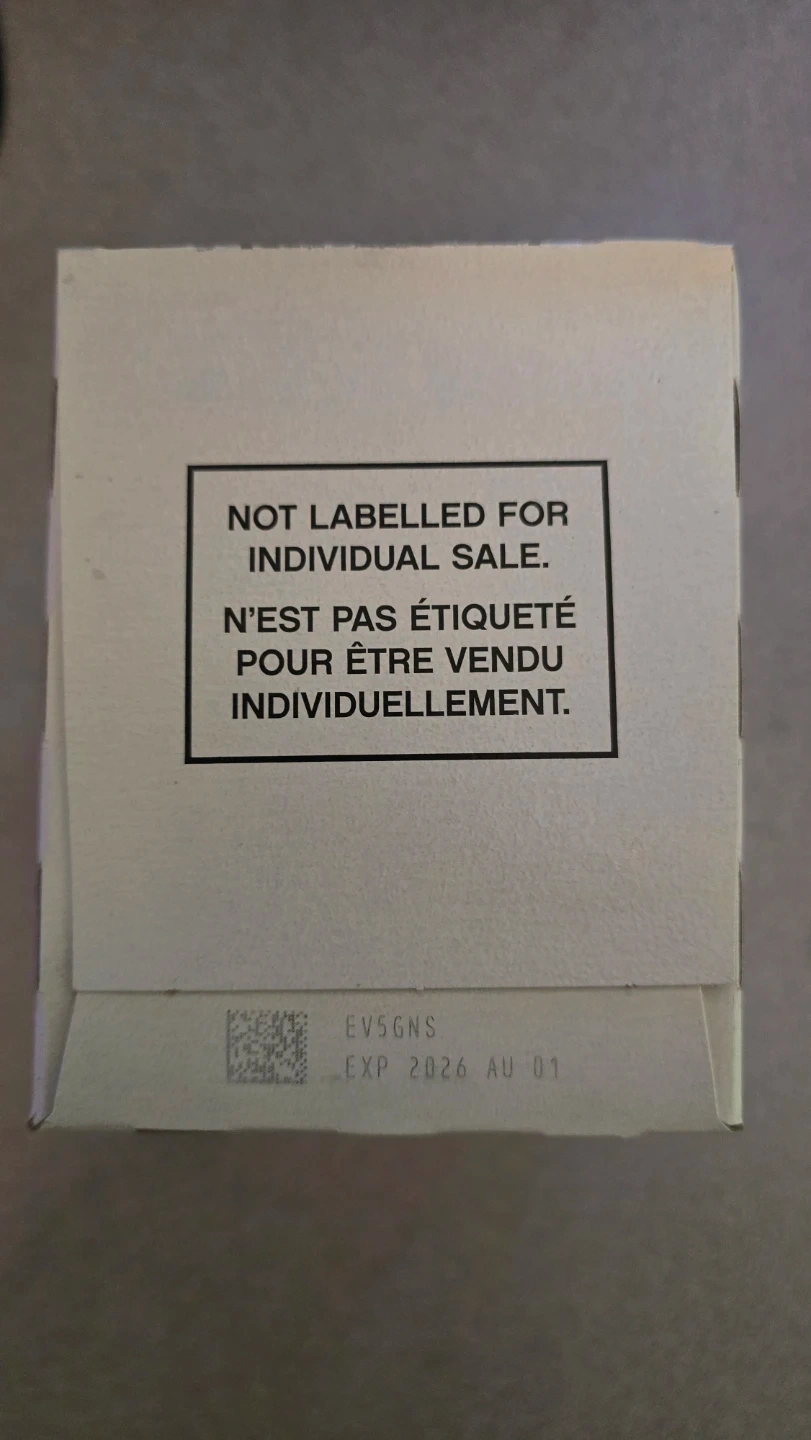 NOT LABELLED FOR
INDIVIDUAL SALE.
N'EST PAS ÉTIQUETÉ
POUR ÊTRE VENDU
INDIVIDUELLEMENT.
EV5GNS
EXP 2026 AU 01